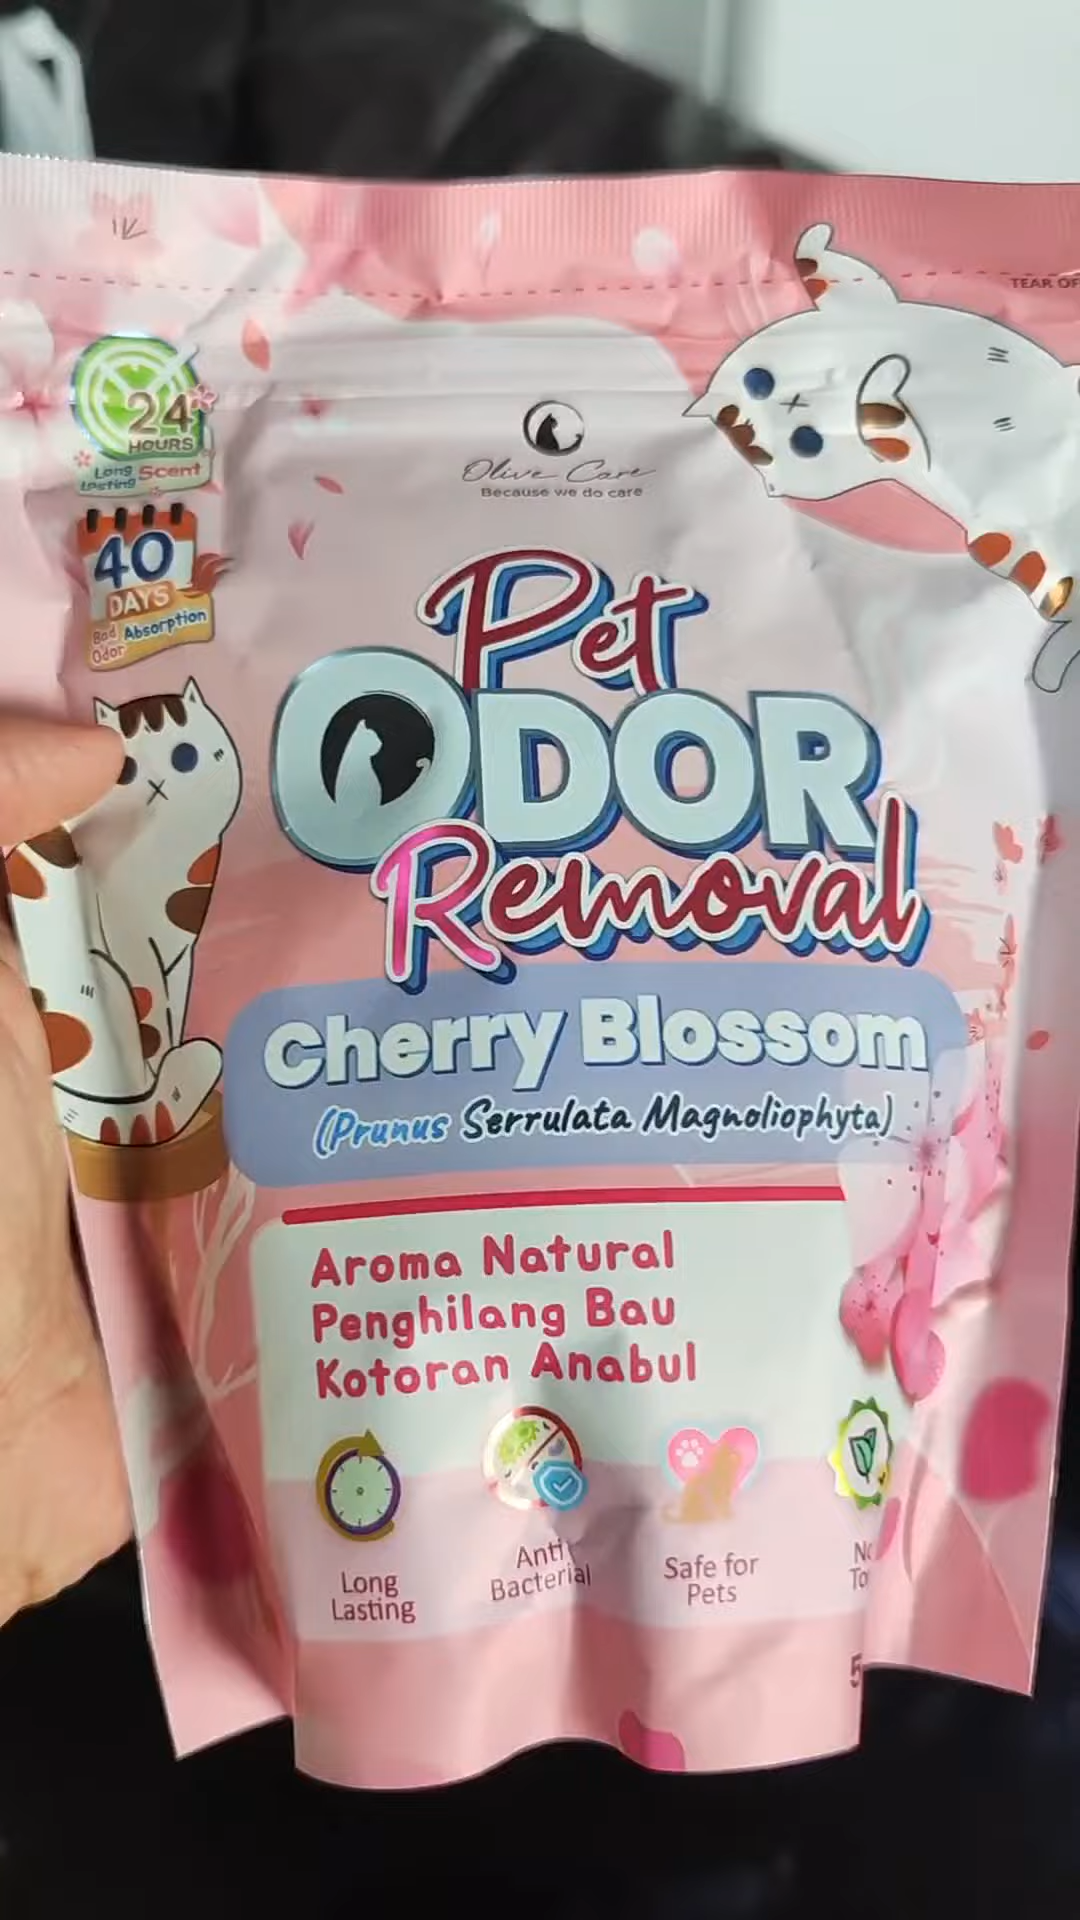 TEAR OF
24
HOURS
Long lasting Scent
40
DAYS
Bad Odor Absorption
Olive Care
Because we do care
Pet
ODOR
Removal
Cherry Blossom
(Prunus Serrulata Magnoliophyta)
Aroma Natural
Penghilang Bau
Kotoran Anabul
Long
Lasting
Anti
Bacterial
Safe for
Pets